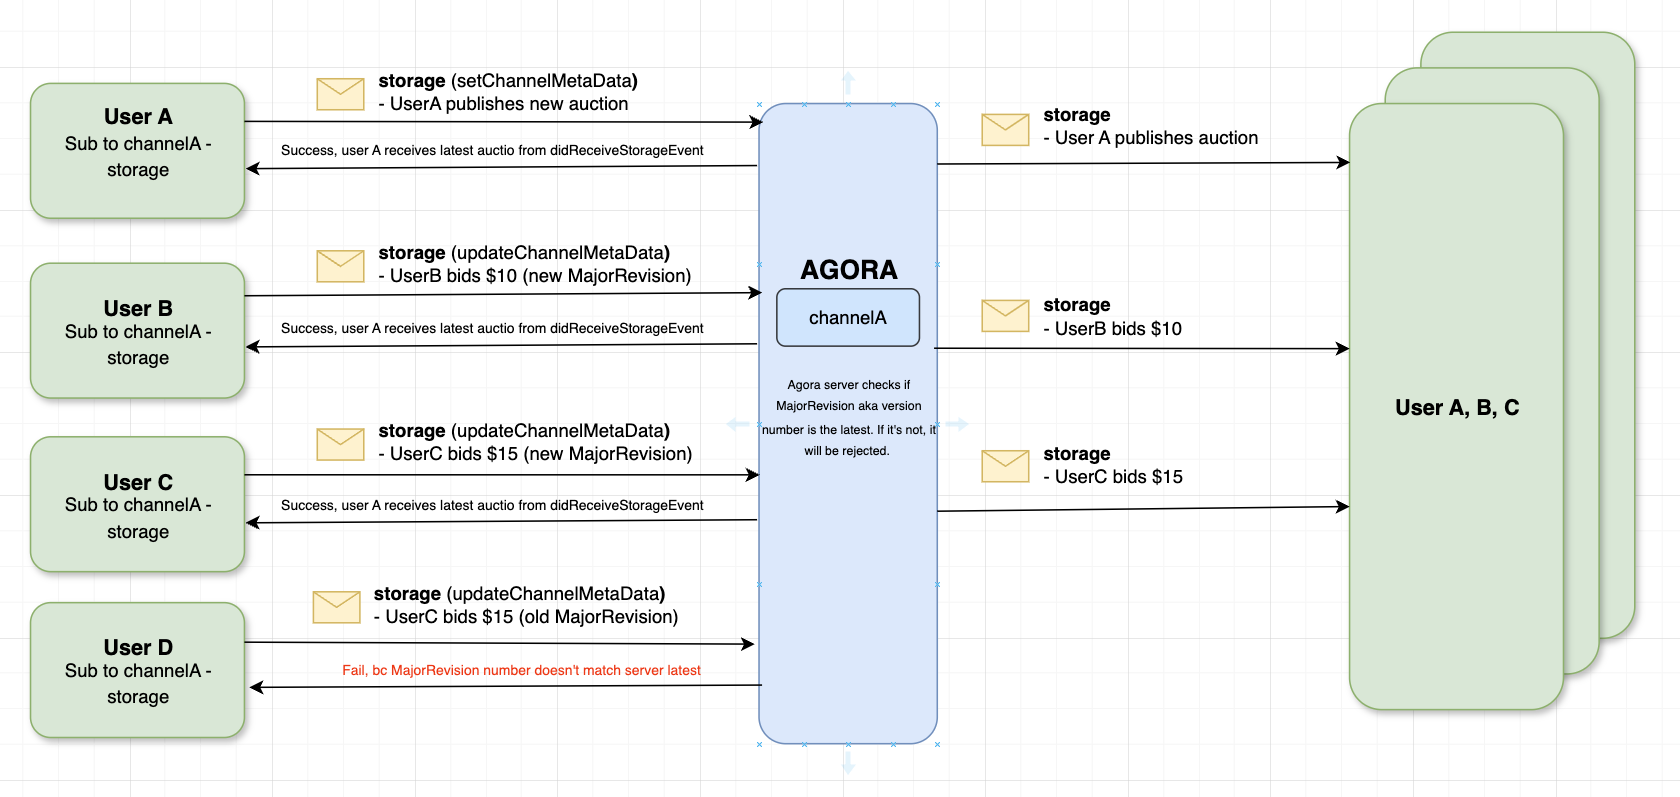 User A
Sub to channelA -
storage
storage (setChannelMetaData)
- UserA publishes new auction
Success, user A receives latest auctio from didReceiveStorageEvent
storage
- User A publishes auction
User B
Sub to channelA -
storage
storage (updateChannelMetaData)
- UserB bids $10 (new MajorRevision)
Success, user A receives latest auctio from didReceiveStorageEvent
AGORA
channelA
Agora server checks if
MajorRevision aka version
number is the latest. If it's not, it
will be rejected.
storage
- UserB bids $10
User A, B, C
User C
Sub to channelA -
storage
storage (updateChannelMetaData)
- UserC bids $15 (new MajorRevision)
Success, user A receives latest auctio from didReceiveStorageEvent
storage
- UserC bids $15
User D
Sub to channelA -
storage
storage (updateChannelMetaData)
- UserC bids $15 (old MajorRevision)
Fail, bc MajorRevision number doesn't match server latest